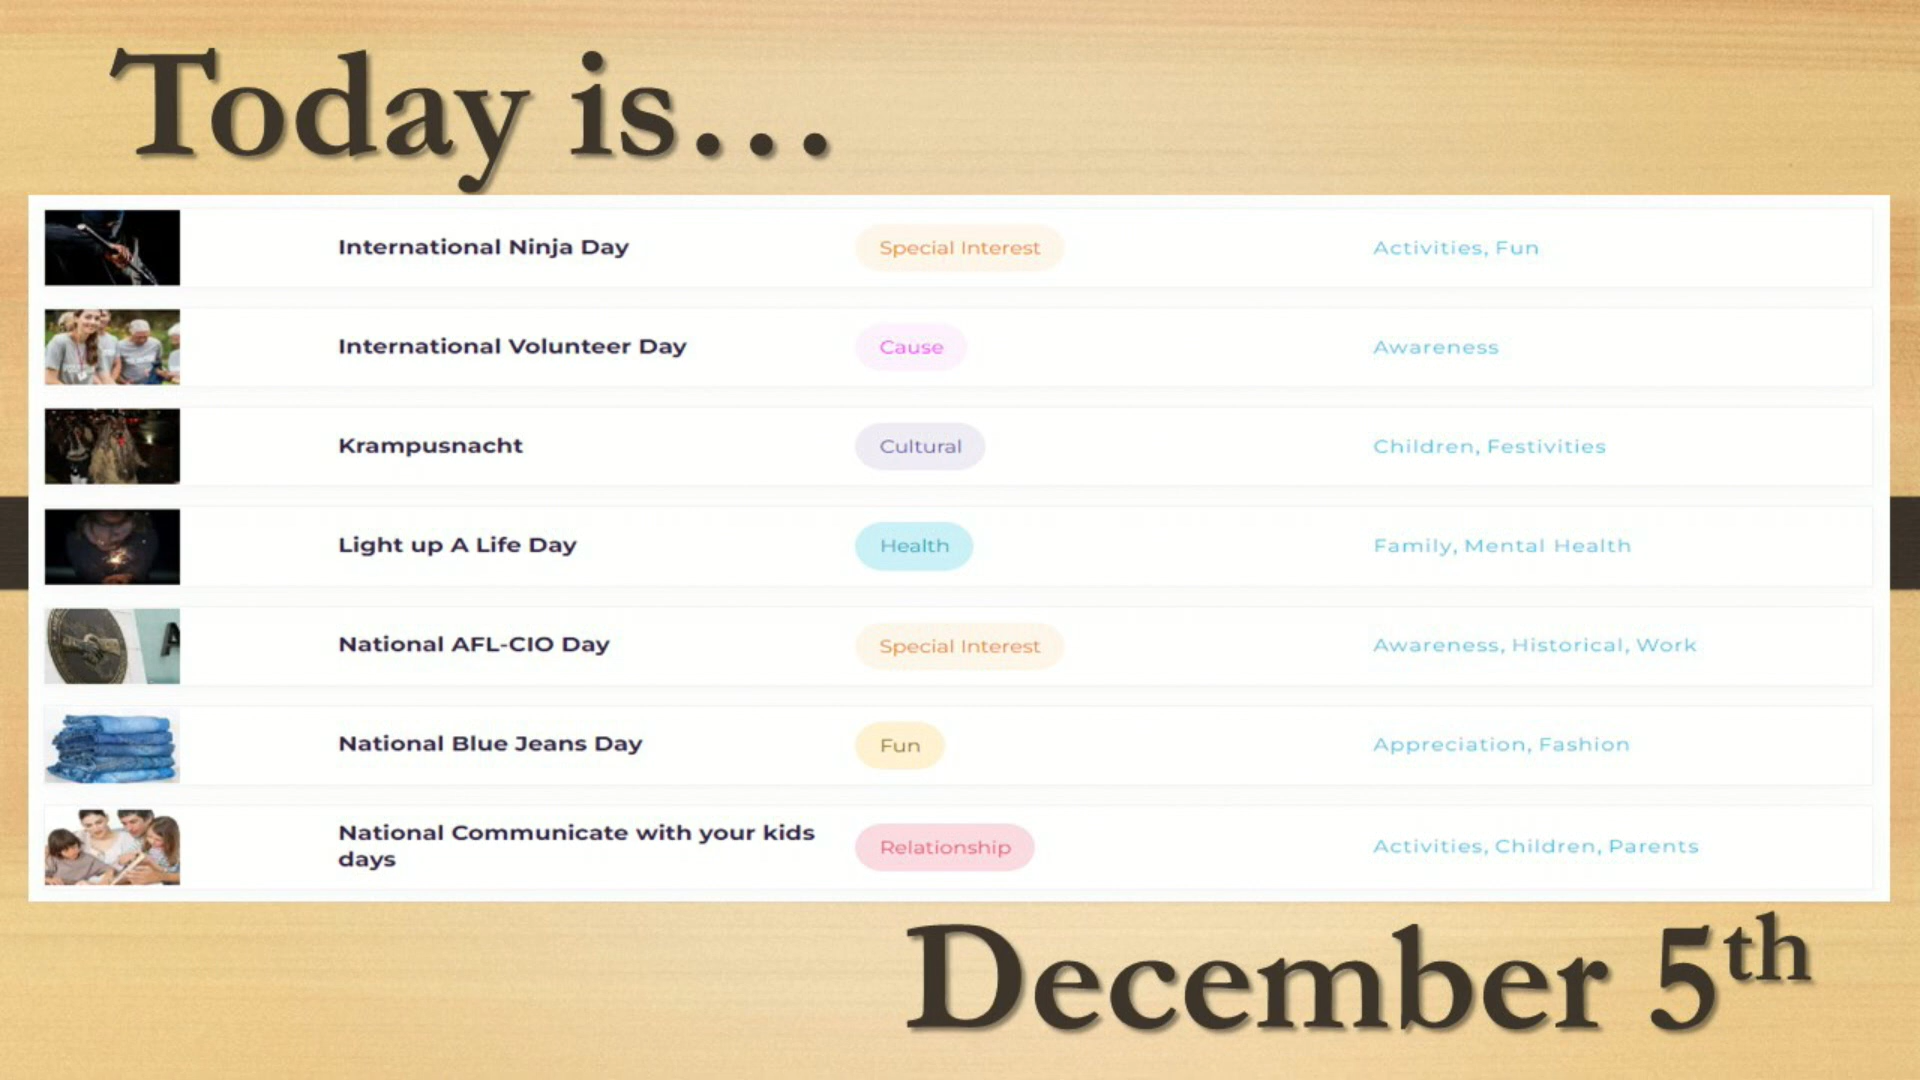 Today is...
International Ninja Day Special Interest Activities, Fun
International Volunteer Day Cause Awareness
Krampusnacht Cultural Children, Festivities
Light up A Life Day Health Family, Mental Health
National AFL-CIO Day Special Interest Awareness, Historical, Work
National Blue Jeans Day Fun Appreciation, Fashion
National Communicate with your kids
days Relationship Activities, Children, Parents
December 5th